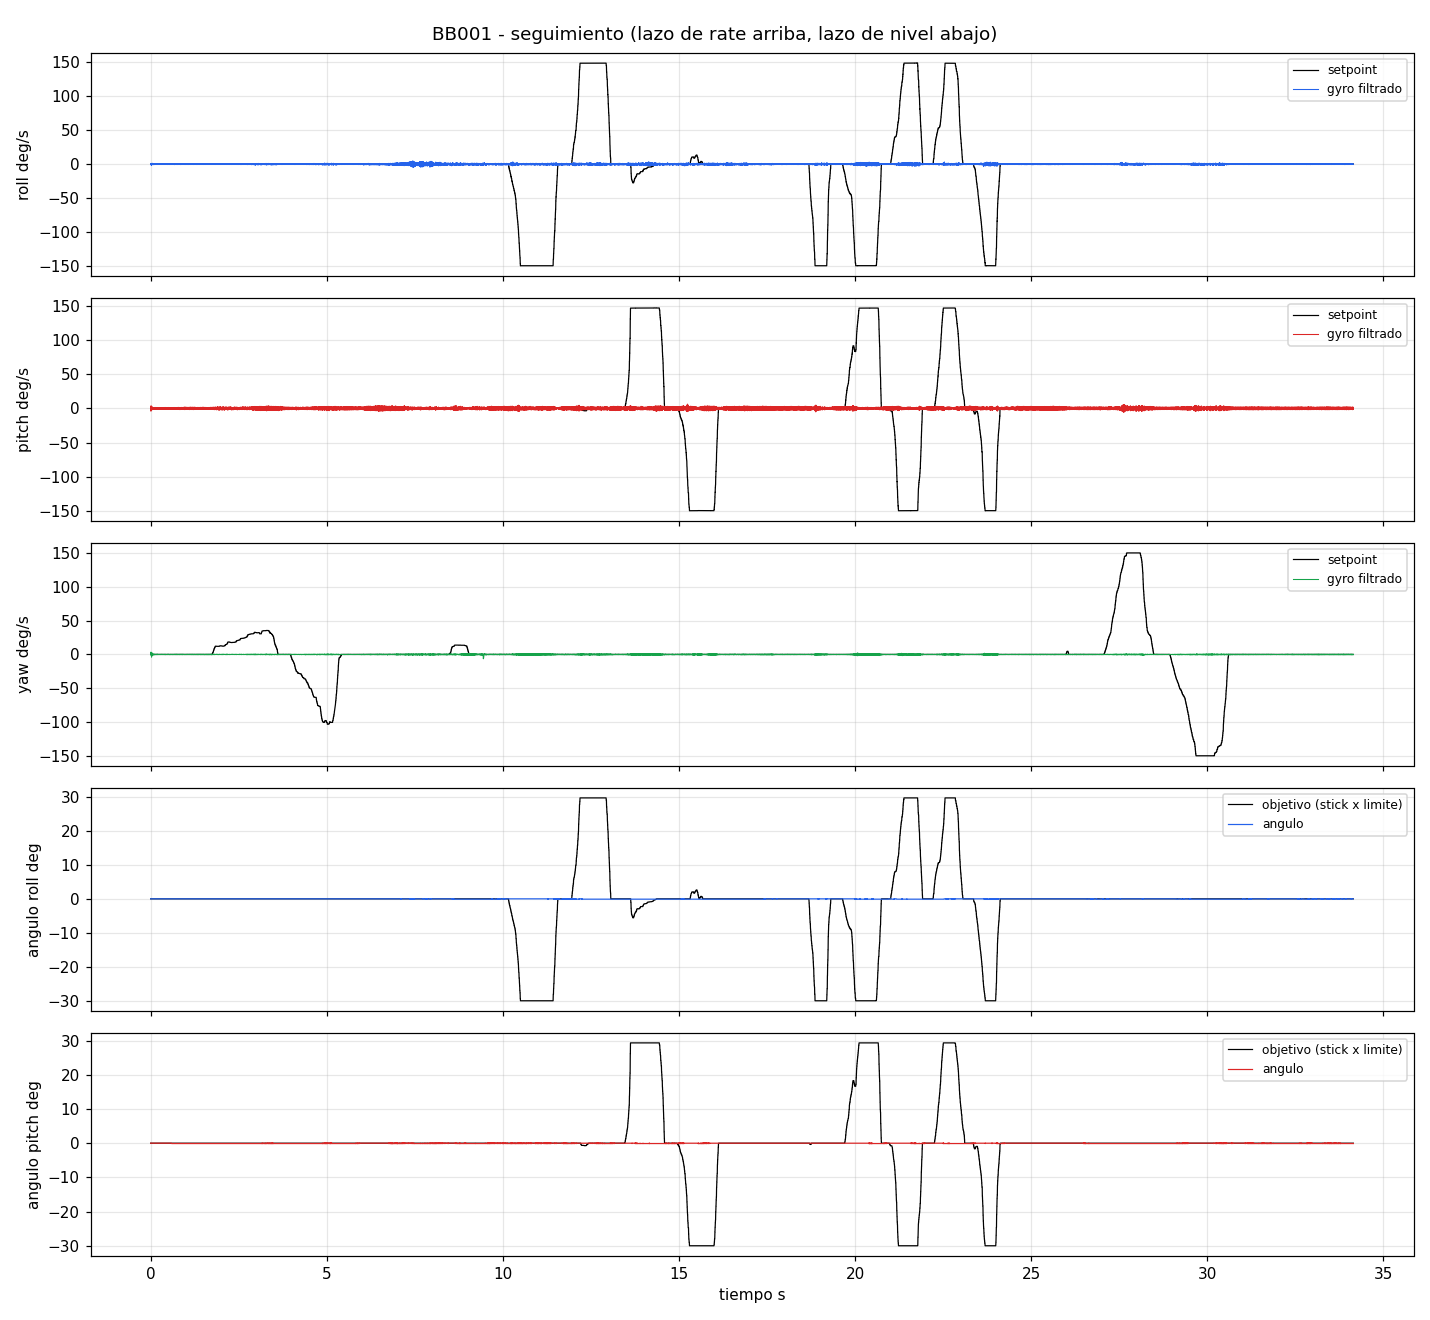 BB001 - seguimiento (lazo de rate arriba, lazo de nivel abajo)
150
100
50
0
−50
−100
−150
roll deg/s
setpoint
gyro filtrado
150
100
50
0
−50
−100
−150
pitch deg/s
setpoint
gyro filtrado
150
100
50
0
−50
−100
−150
yaw deg/s
setpoint
gyro filtrado
30
20
10
0
−10
−20
−30
angulo roll deg
objetivo (stick x limite)
angulo
30
20
10
0
−10
−20
−30
angulo pitch deg
objetivo (stick x limite)
angulo
0 5 10 15 20 25 30 35
tiempo s